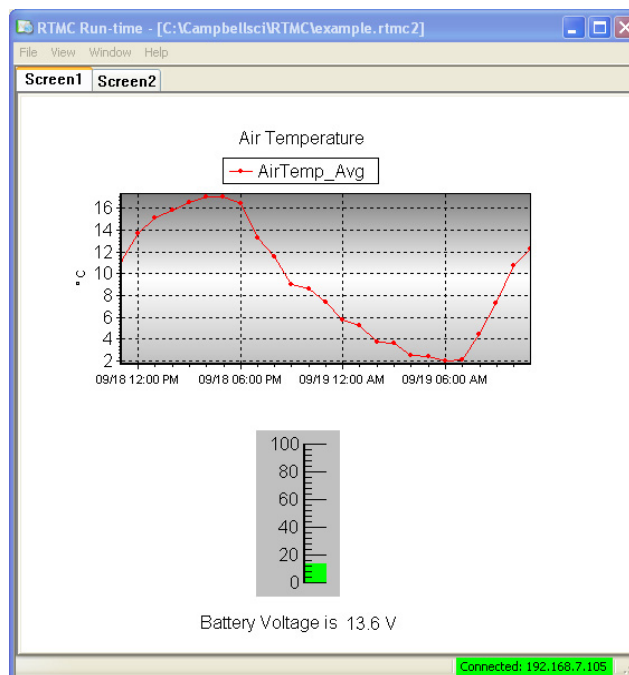 RTMC Run-time - [C:\Campbellsci\RTMC\example.rtmc2]
File View Window Help
Screen1 Screen2
Air Temperature
AirTemp_Avg
16
14
12
10
8
6
4
2
°C
09/18 12:00 PM 09/18 06:00 PM 09/19 12:00 AM 09/19 06:00 AM
100
80
60
40
20
0
Battery Voltage is 13.6 V
Connected: 192.168.7.105